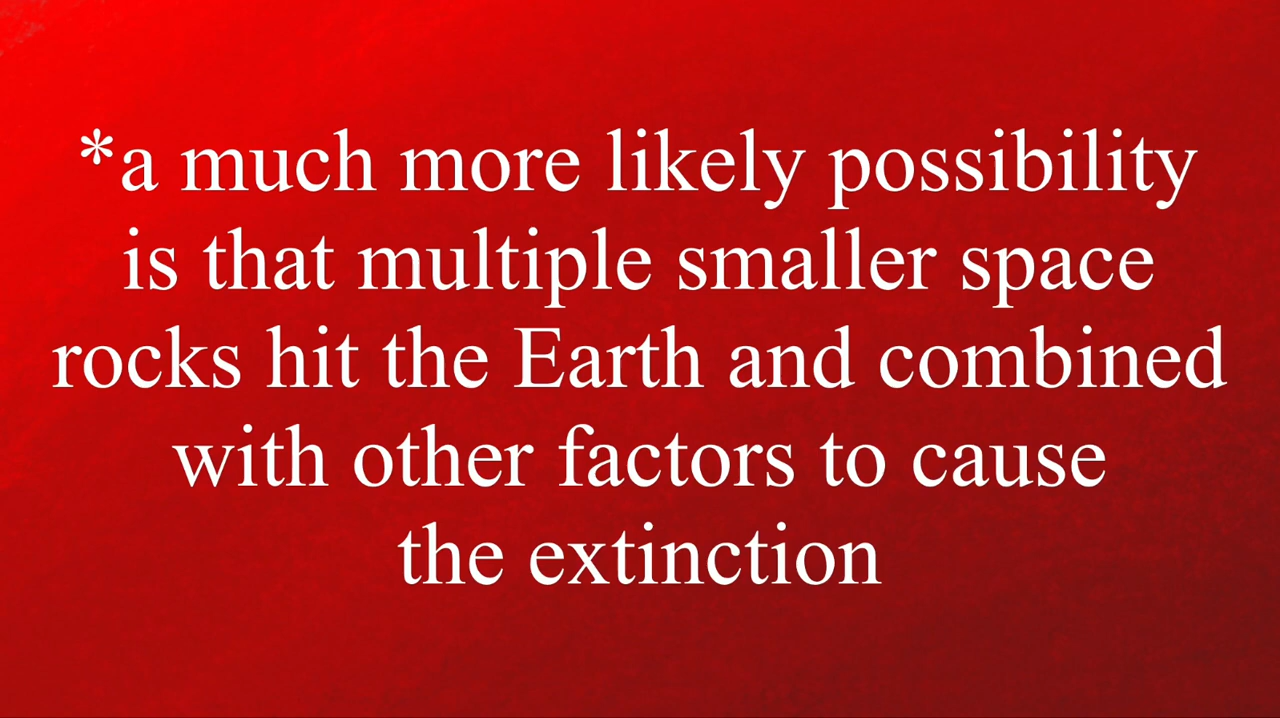 *a much more likely possibility
is that multiple smaller space
rocks hit the Earth and combined
with other factors to cause
the extinction